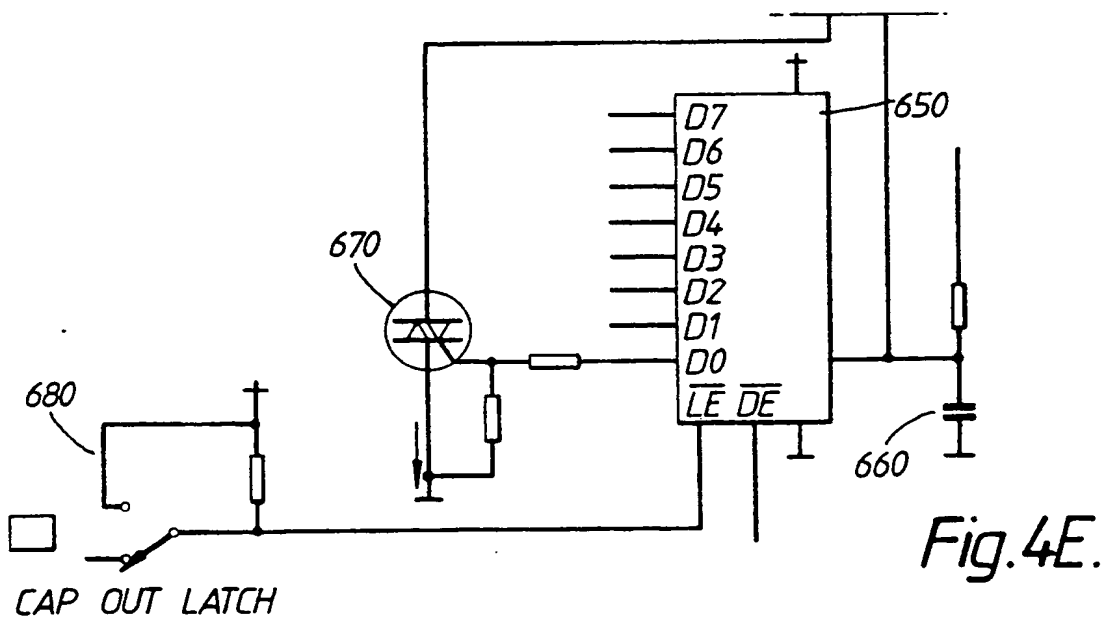 650
D7
D6
D5
D4
D3
D2
D1
D0
LE DE
670
680
660
CAP OUT LATCH
Fig.4E.